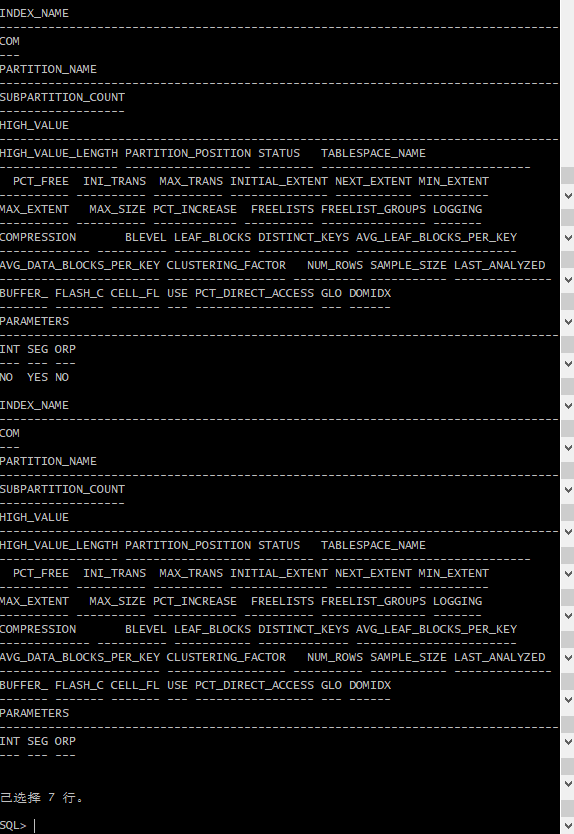 INDEX_NAME
--------------------------------------------------------------------------------
COM
---
PARTITION_NAME
--------------------------------------------------------------------------------
SUBPARTITION_COUNT
------------------
HIGH_VALUE
--------------------------------------------------------------------------------
HIGH_VALUE_LENGTH PARTITION_POSITION STATUS   TABLESPACE_NAME
----------------- ------------------ -------- ------------------------------
  PCT_FREE  INI_TRANS  MAX_TRANS INITIAL_EXTENT NEXT_EXTENT MIN_EXTENT
---------- ---------- ---------- -------------- ----------- ----------
MAX_EXTENT   MAX_SIZE PCT_INCREASE  FREELISTS FREELIST_GROUPS LOGGING
---------- ---------- ------------ ---------- --------------- -------
COMPRESSION       BLEVEL LEAF_BLOCKS DISTINCT_KEYS AVG_LEAF_BLOCKS_PER_KEY
------------- ---------- ----------- ------------- -----------------------
AVG_DATA_BLOCKS_PER_KEY CLUSTERING_FACTOR   NUM_ROWS SAMPLE_SIZE LAST_ANALYZED
----------------------- ----------------- ---------- ----------- --------------
BUFFER_ FLASH_C CELL_FL USE PCT_DIRECT_ACCESS GLO DOMIDX
------- ------- ------- --- ----------------- --- ------
PARAMETERS
--------------------------------------------------------------------------------
INT SEG ORP
--- --- ---
NO  YES NO
INDEX_NAME
--------------------------------------------------------------------------------
COM
---
PARTITION_NAME
--------------------------------------------------------------------------------
SUBPARTITION_COUNT
------------------
HIGH_VALUE
--------------------------------------------------------------------------------
HIGH_VALUE_LENGTH PARTITION_POSITION STATUS   TABLESPACE_NAME
----------------- ------------------ -------- ------------------------------
  PCT_FREE  INI_TRANS  MAX_TRANS INITIAL_EXTENT NEXT_EXTENT MIN_EXTENT
---------- ---------- ---------- -------------- ----------- ----------
MAX_EXTENT   MAX_SIZE PCT_INCREASE  FREELISTS FREELIST_GROUPS LOGGING
---------- ---------- ------------ ---------- --------------- -------
COMPRESSION       BLEVEL LEAF_BLOCKS DISTINCT_KEYS AVG_LEAF_BLOCKS_PER_KEY
------------- ---------- ----------- ------------- -----------------------
AVG_DATA_BLOCKS_PER_KEY CLUSTERING_FACTOR   NUM_ROWS SAMPLE_SIZE LAST_ANALYZED
----------------------- ----------------- ---------- ----------- --------------
BUFFER_ FLASH_C CELL_FL USE PCT_DIRECT_ACCESS GLO DOMIDX
------- ------- ------- --- ----------------- --- ------
PARAMETERS
--------------------------------------------------------------------------------
INT SEG ORP
--- --- ---
已选择 7 行。
SQL>